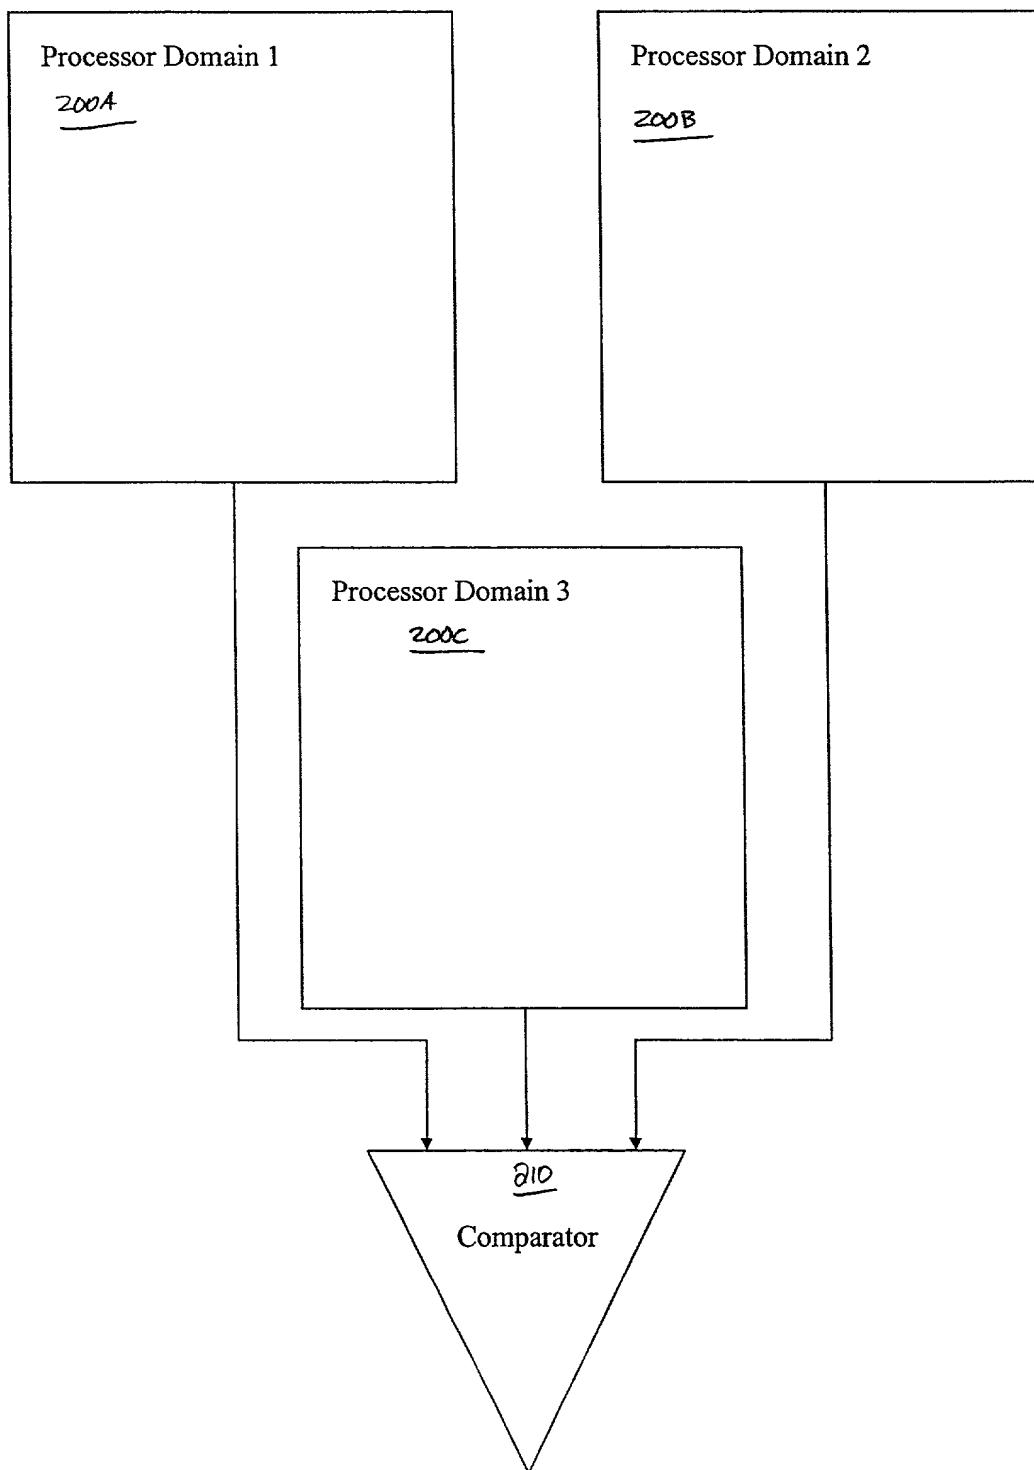 Processor Domain 1
200A
Processor Domain 2
200B
Processor Domain 3
200C
210
Comparator